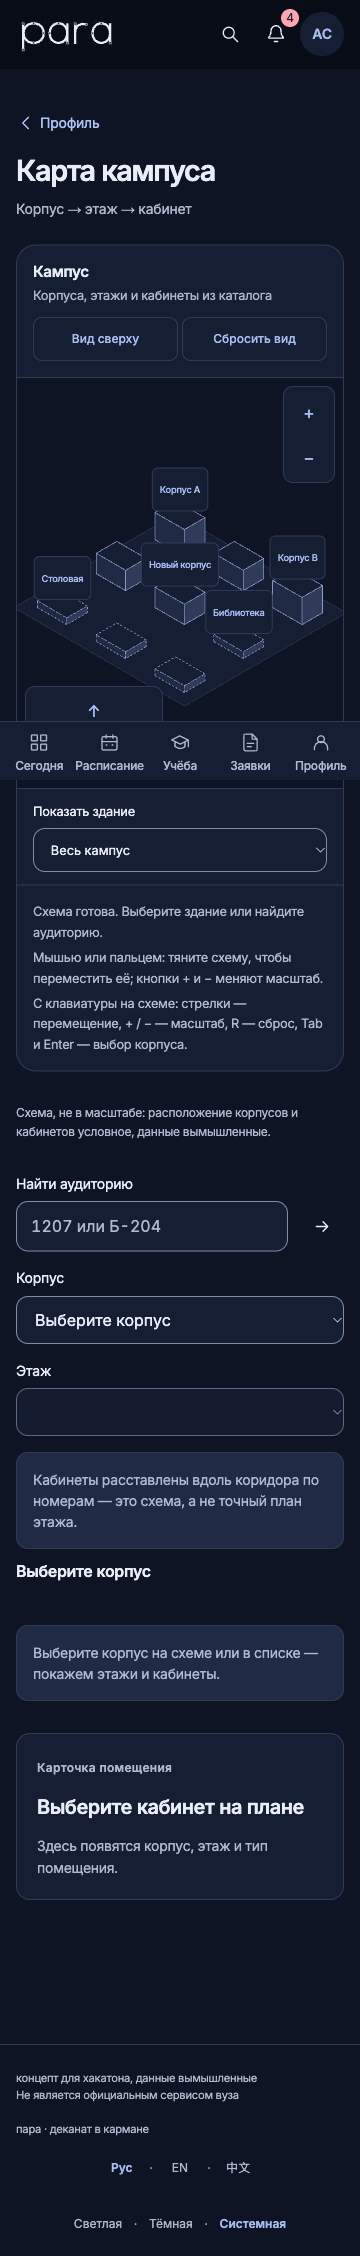 para
4
АС
Профиль
Карта кампуса
Корпус → этаж → кабинет
Кампус
Корпуса, этажи и кабинеты из каталога
Вид сверху
Сбросить вид
+
−
Корпус А
Новый корпус
Корпус В
Столовая
Библиотека
↑
Сегодня
Расписание
Учёба
Заявки
Профиль
Показать здание
Весь кампус
Схема готова. Выберите здание или найдите
аудиторию.
Мышью или пальцем: тяните схему, чтобы
переместить её; кнопки + и − меняют масштаб.
С клавиатуры на схеме: стрелки —
перемещение, + / − — масштаб, R — сброс, Tab
и Enter — выбор корпуса.
Схема, не в масштабе: расположение корпусов и
кабинетов условное, данные вымышленные.
Найти аудиторию
1207 или Б-204
→
Корпус
Выберите корпус
Этаж
Кабинеты расставлены вдоль коридора по
номерам — это схема, а не точный план
этажа.
Выберите корпус
Выберите корпус на схеме или в списке —
покажем этажи и кабинеты.
Карточка помещения
Выберите кабинет на плане
Здесь появятся корпус, этаж и тип
помещения.
концепт для хакатона, данные вымышленные
Не является официальным сервисом вуза
пара · деканат в кармане
Рус · EN · 中文
Светлая · Тёмная · Системная